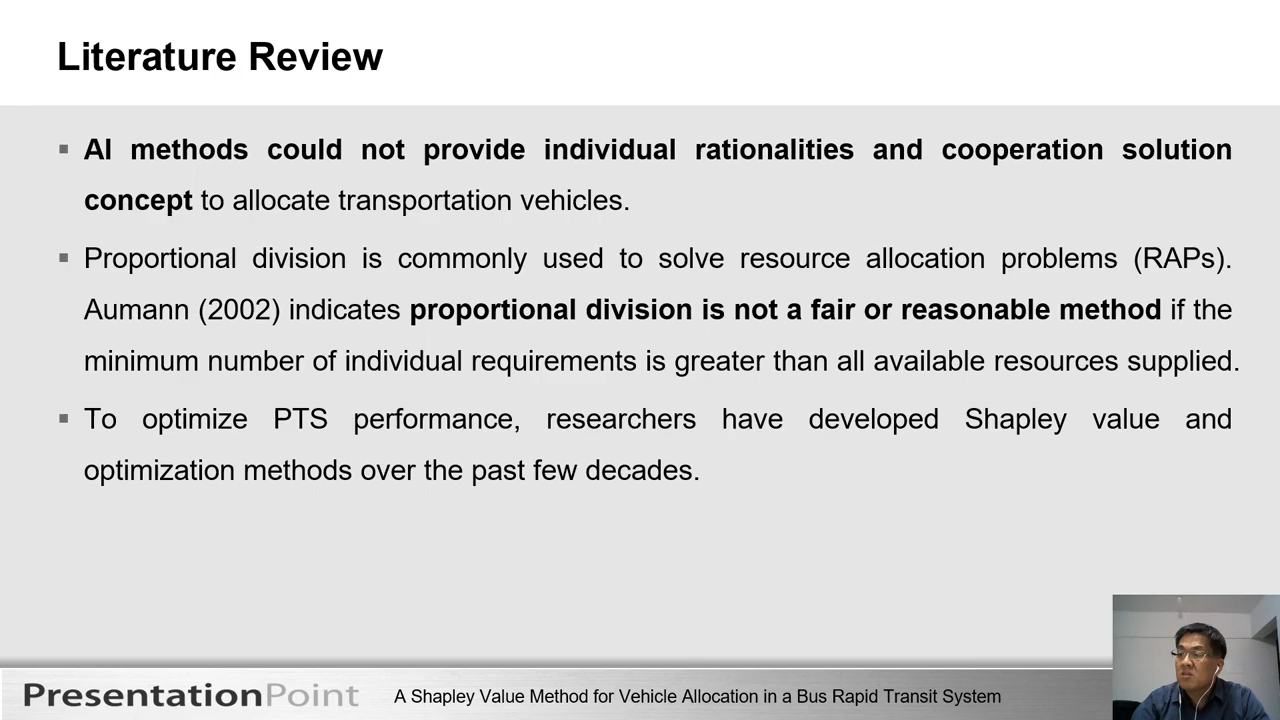 Literature Review
AI methods could not provide individual rationalities and cooperation solution
concept to allocate transportation vehicles.
Proportional division is commonly used to solve resource allocation problems (RAPs).
Aumann (2002) indicates proportional division is not a fair or reasonable method if the
minimum number of individual requirements is greater than all available resources supplied.
To optimize PTS performance, researchers have developed Shapley value and
optimization methods over the past few decades.
PresentationPoint
A Shapley Value Method for Vehicle Allocation in a Bus Rapid Transit System